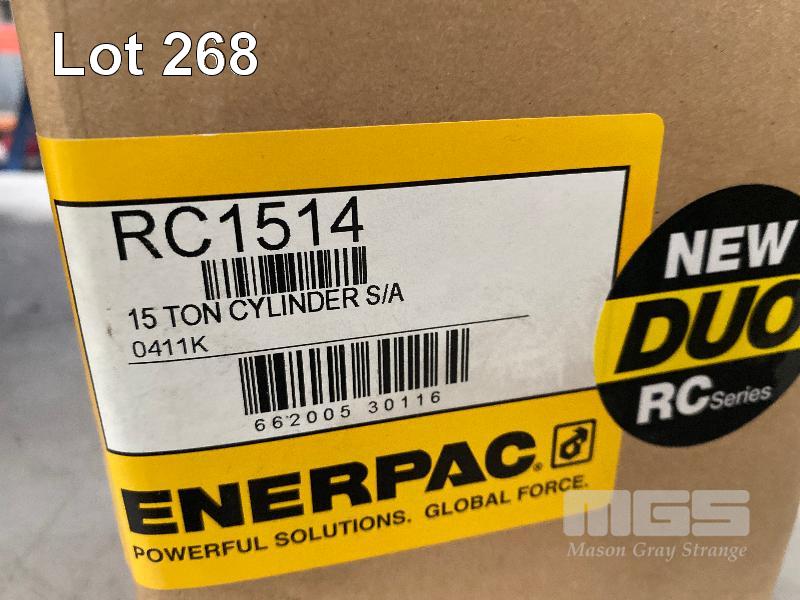 Lot 268
RC1514
15 TON CYLINDER S/A
0411K
662005 30116
NEW
DUO
RC Series
ENERPAC
POWERFUL SOLUTIONS. GLOBAL FORCE.
MGS
Mason Gray Strange